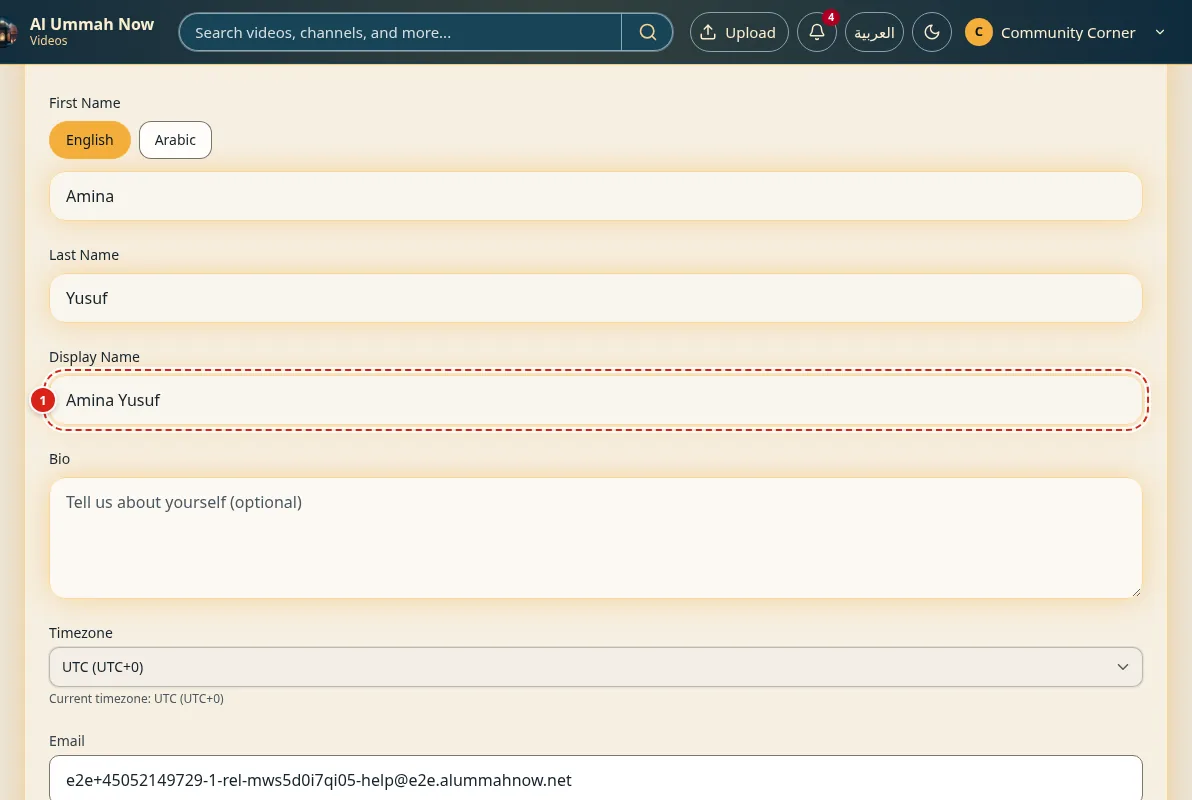 Al Ummah Now
Videos
Search videos, channels, and more...
Upload
4
العربية
C
Community Corner
First Name
English
Arabic
Amina
Last Name
Yusuf
Display Name
1
Amina Yusuf
Bio
Tell us about yourself (optional)
Timezone
UTC (UTC+0)
Current timezone: UTC (UTC+0)
Email
e2e+45052149729-1-rel-mws5d0i7qi05-help@e2e.alummahnow.net